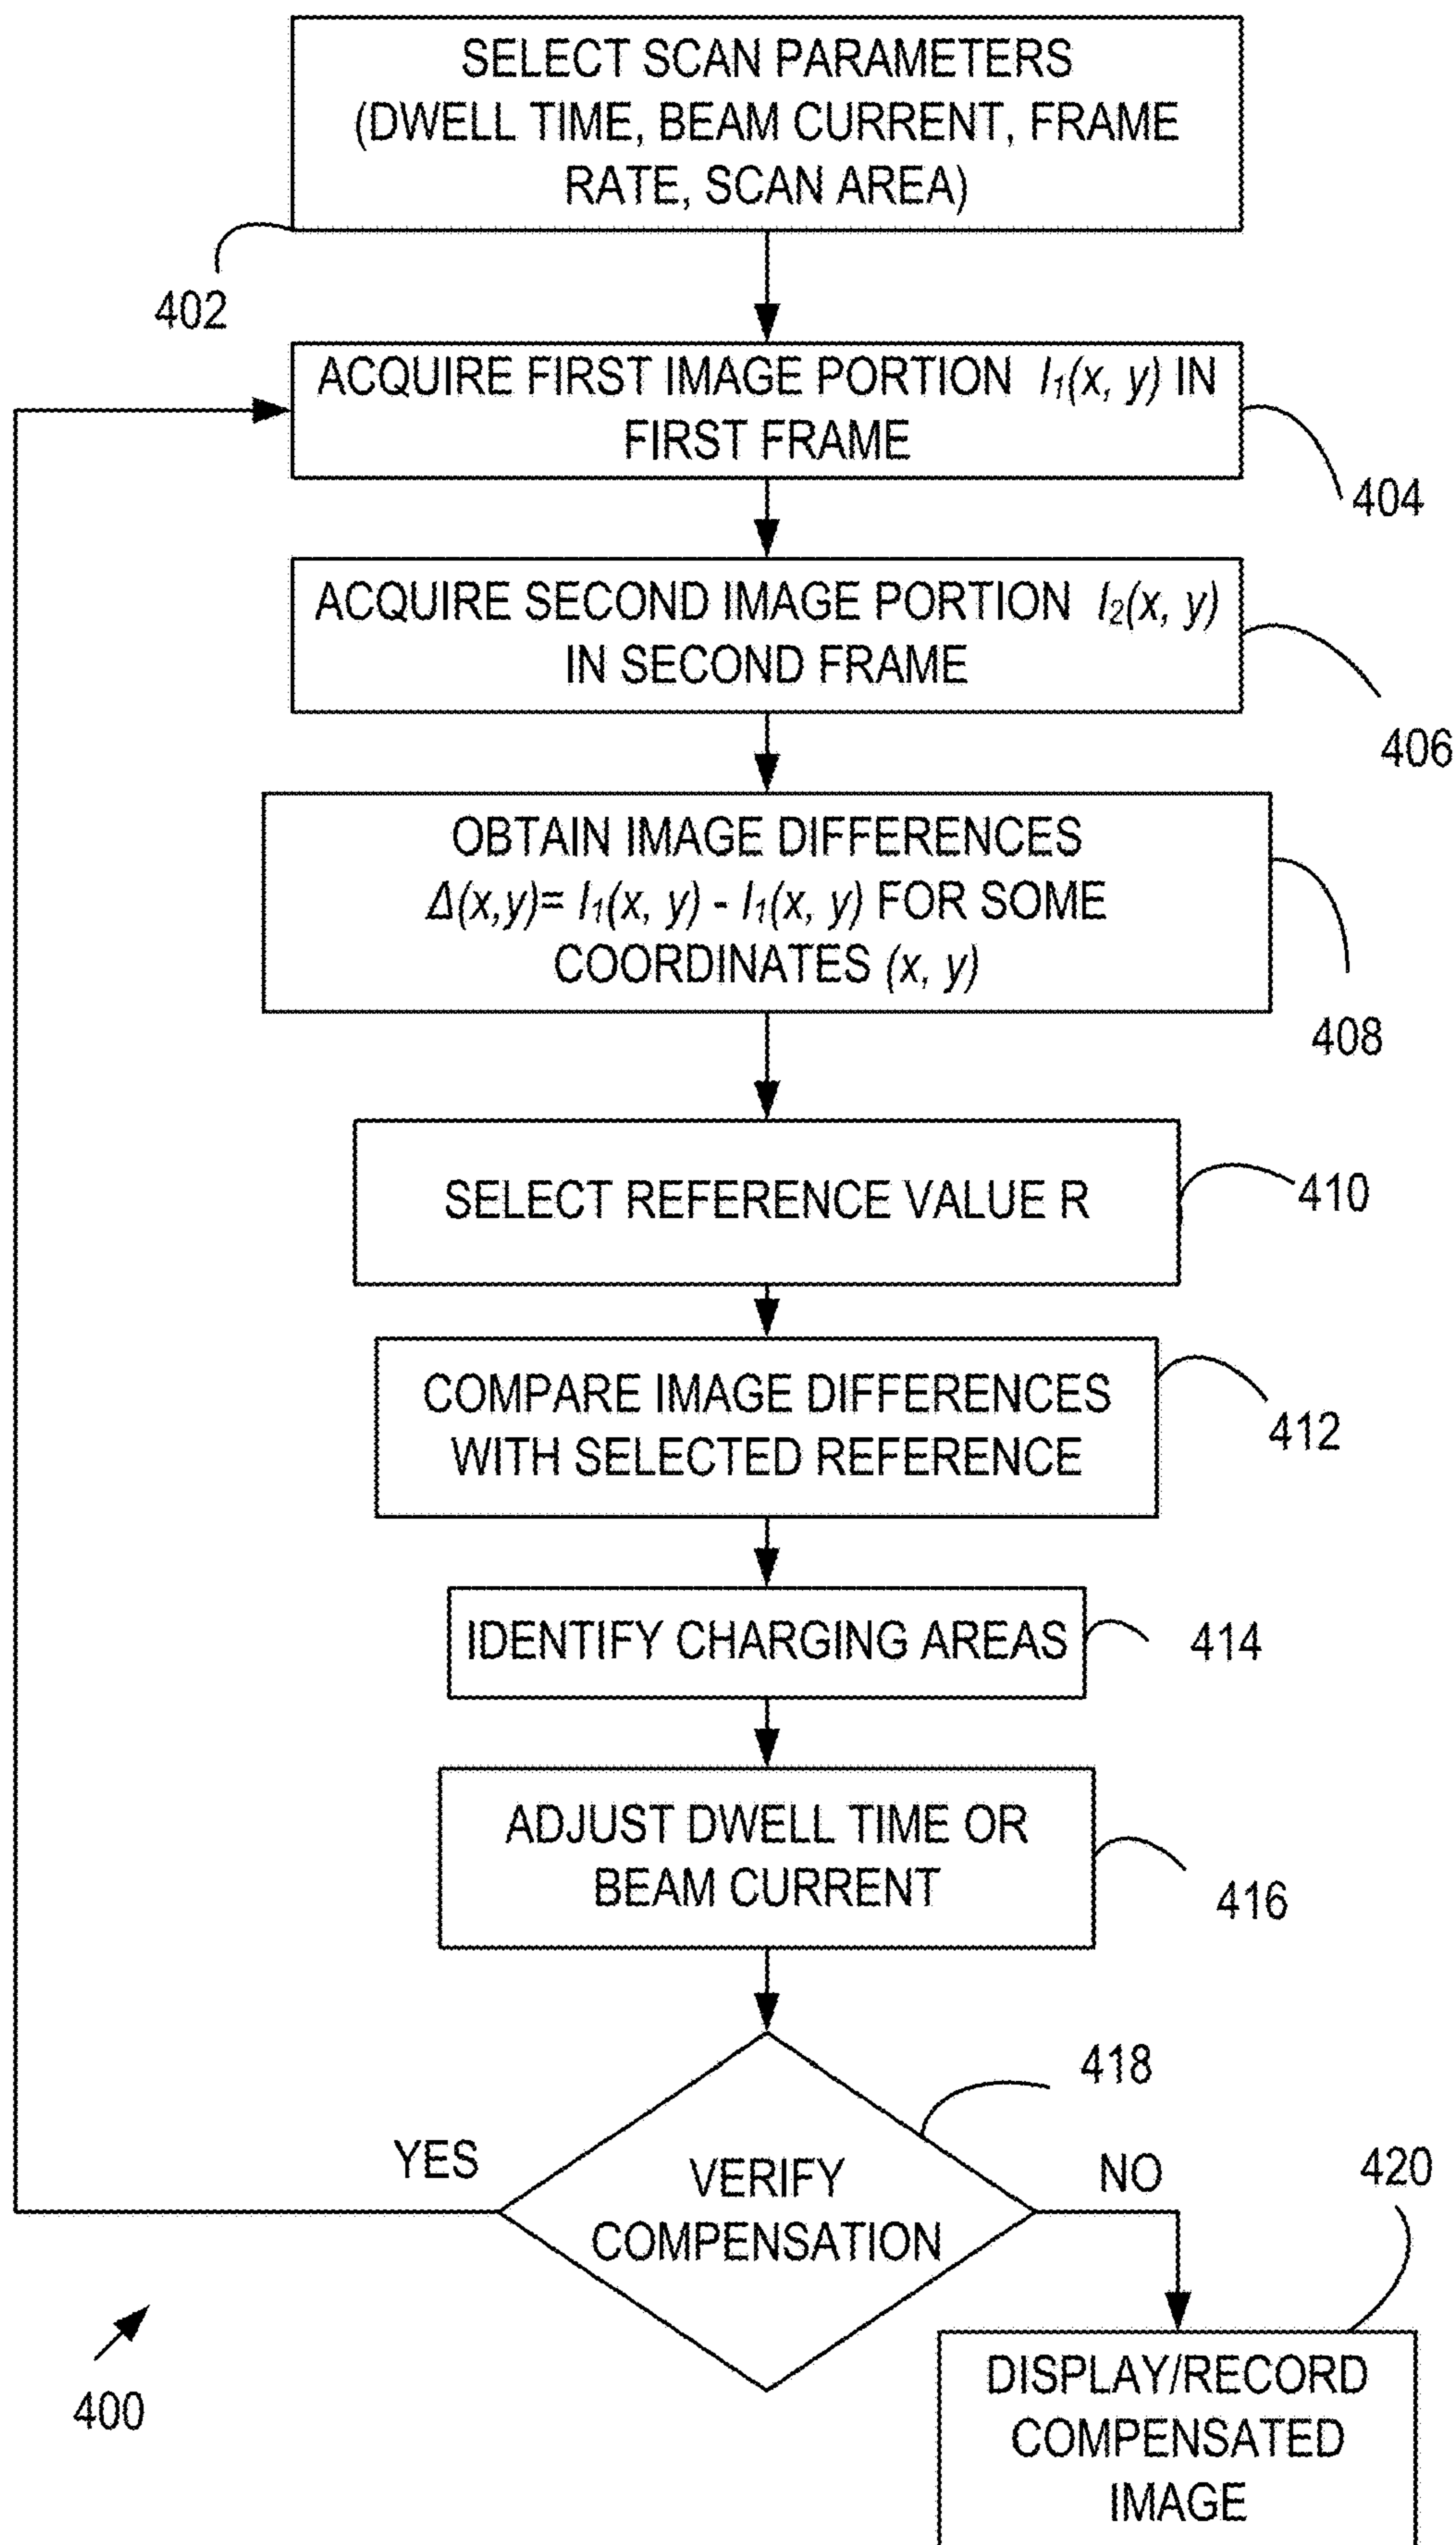 SELECT SCAN PARAMETERS
(DWELL TIME, BEAM CURRENT, FRAME
RATE, SCAN AREA)
402
ACQUIRE FIRST IMAGE PORTION I₁(x, y) IN
FIRST FRAME
404
ACQUIRE SECOND IMAGE PORTION I₂(x, y)
IN SECOND FRAME
406
OBTAIN IMAGE DIFFERENCES
Δ(x,y)= I₁(x, y) - I₁(x, y) FOR SOME
COORDINATES (x, y)
408
SELECT REFERENCE VALUE R
410
COMPARE IMAGE DIFFERENCES
WITH SELECTED REFERENCE
412
IDENTIFY CHARGING AREAS
414
ADJUST DWELL TIME OR
BEAM CURRENT
416
418
YES
VERIFY
COMPENSATION
NO
420
DISPLAY/RECORD
COMPENSATED
IMAGE
400